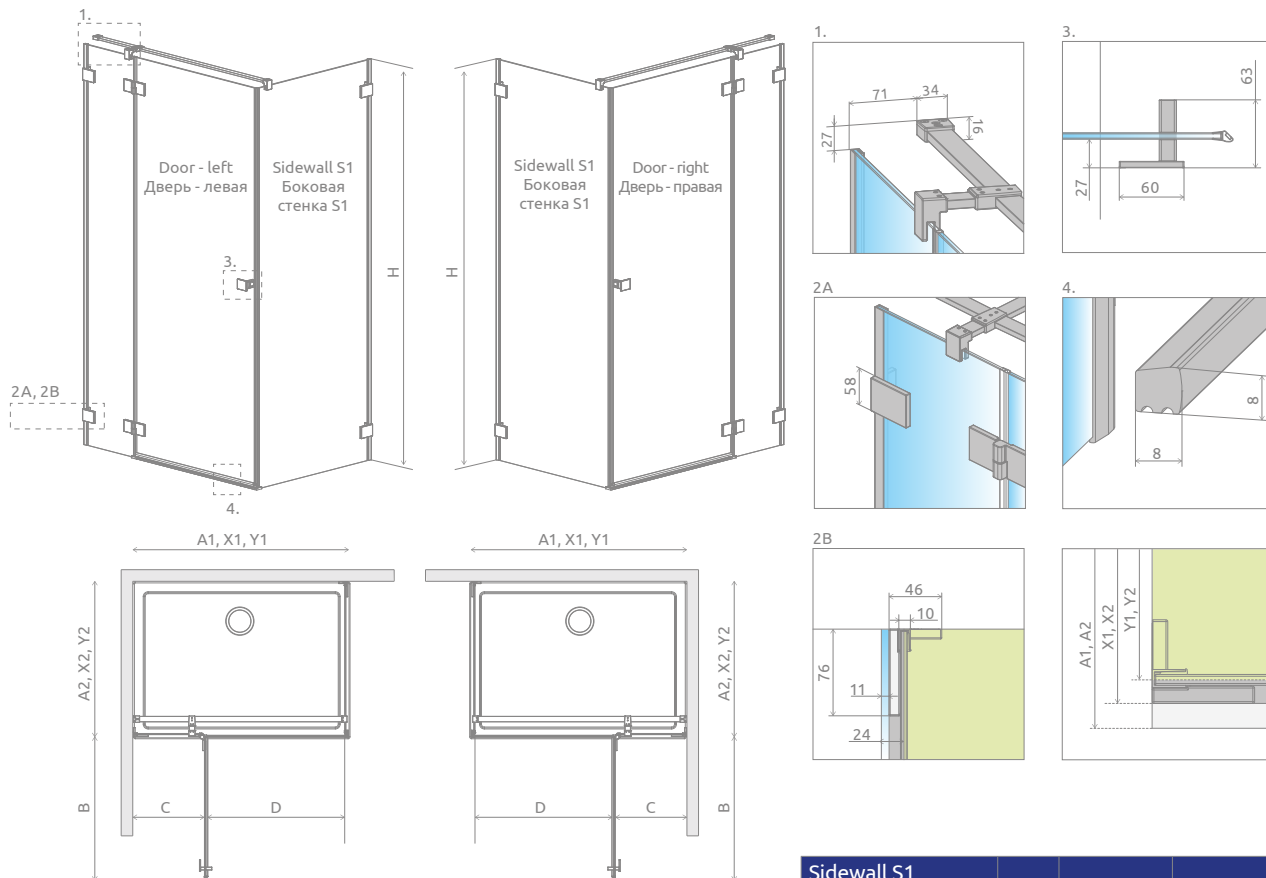 1.
Door - left
Дверь - левая
Sidewall S1
Боковая
стенка S1
H
3.
2A, 2B
4.
H
Sidewall S1
Боковая
стенка S1
Door - right
Дверь - правая
1.
71
34
16
27
3.
63
27
60
2A
58
4.
8
8
A1, X1, Y1
A2, X2, Y2
B
C
D
A1, X1, Y1
A2, X2, Y2
B
D
C
2B
46
10
76
11
24
A1, A2
X1, X2
Y1, Y2
Sidewall S1